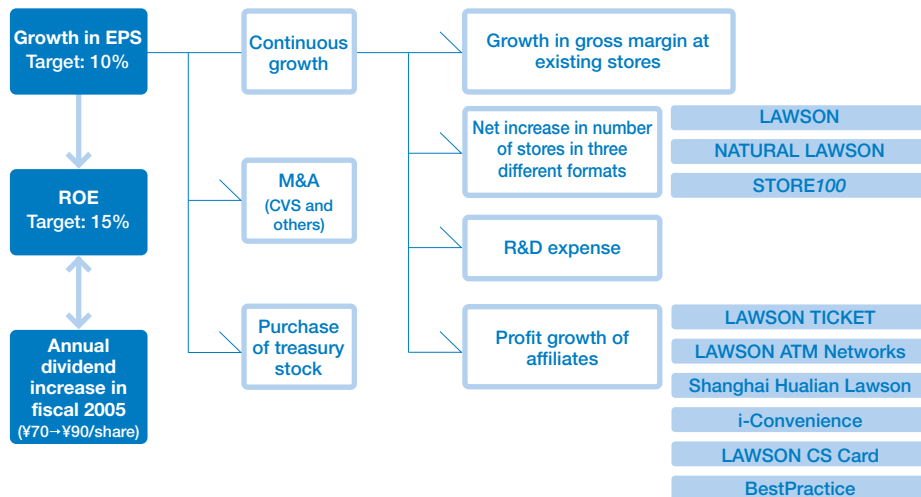 Growth in EPS
Target: 10%
ROE
Target: 15%
Annual
dividend
increase in
fiscal 2005
(¥70→¥90/share)
Continuous
growth
M&A
(CVS and
others)
Purchase
of treasury
stock
Growth in gross margin at
existing stores
Net increase in number
of stores in three
different formats
R&D expense
Profit growth of
affiliates
LAWSON
NATURAL LAWSON
STORE100
LAWSON TICKET
LAWSON ATM Networks
Shanghai Hualian Lawson
i-Convenience
LAWSON CS Card
BestPractice